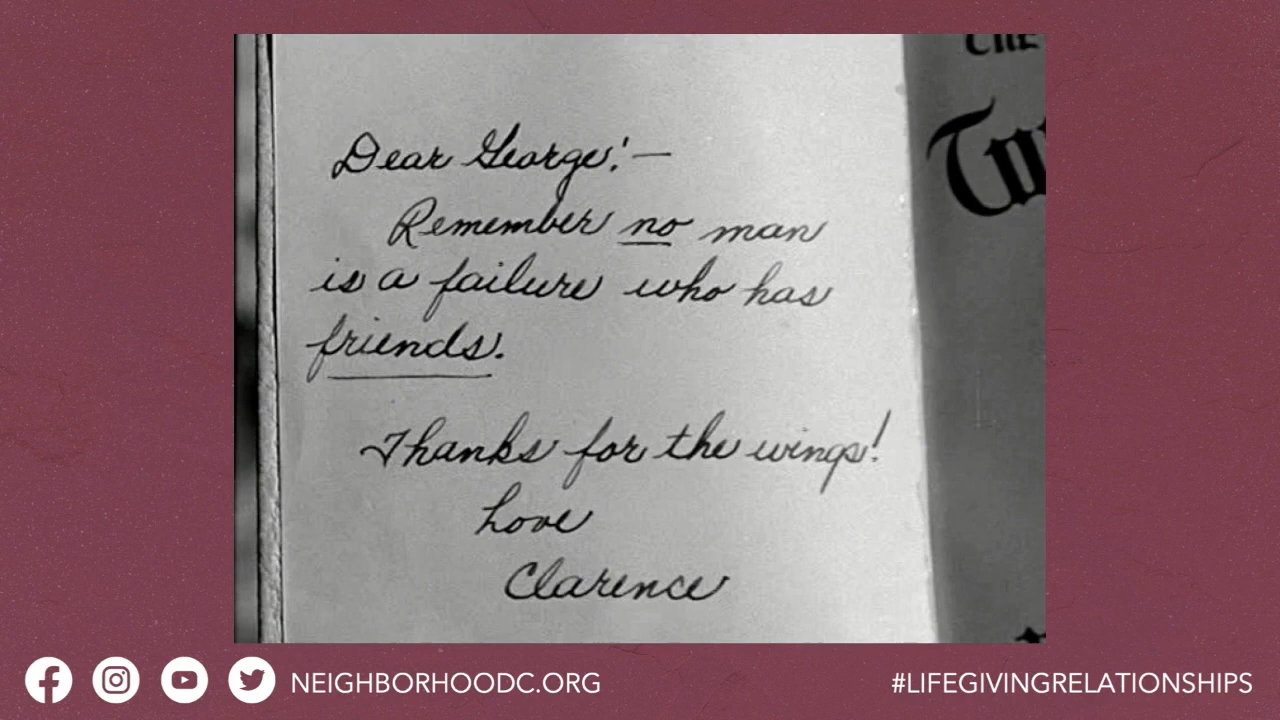 Dear George:—
Remember no man
is a failure who has
friends.
Thanks for the wings!
Love
Clarence
THE
NEIGHBORHOODC.ORG
#LIFEGIVINGRELATIONSHIPS